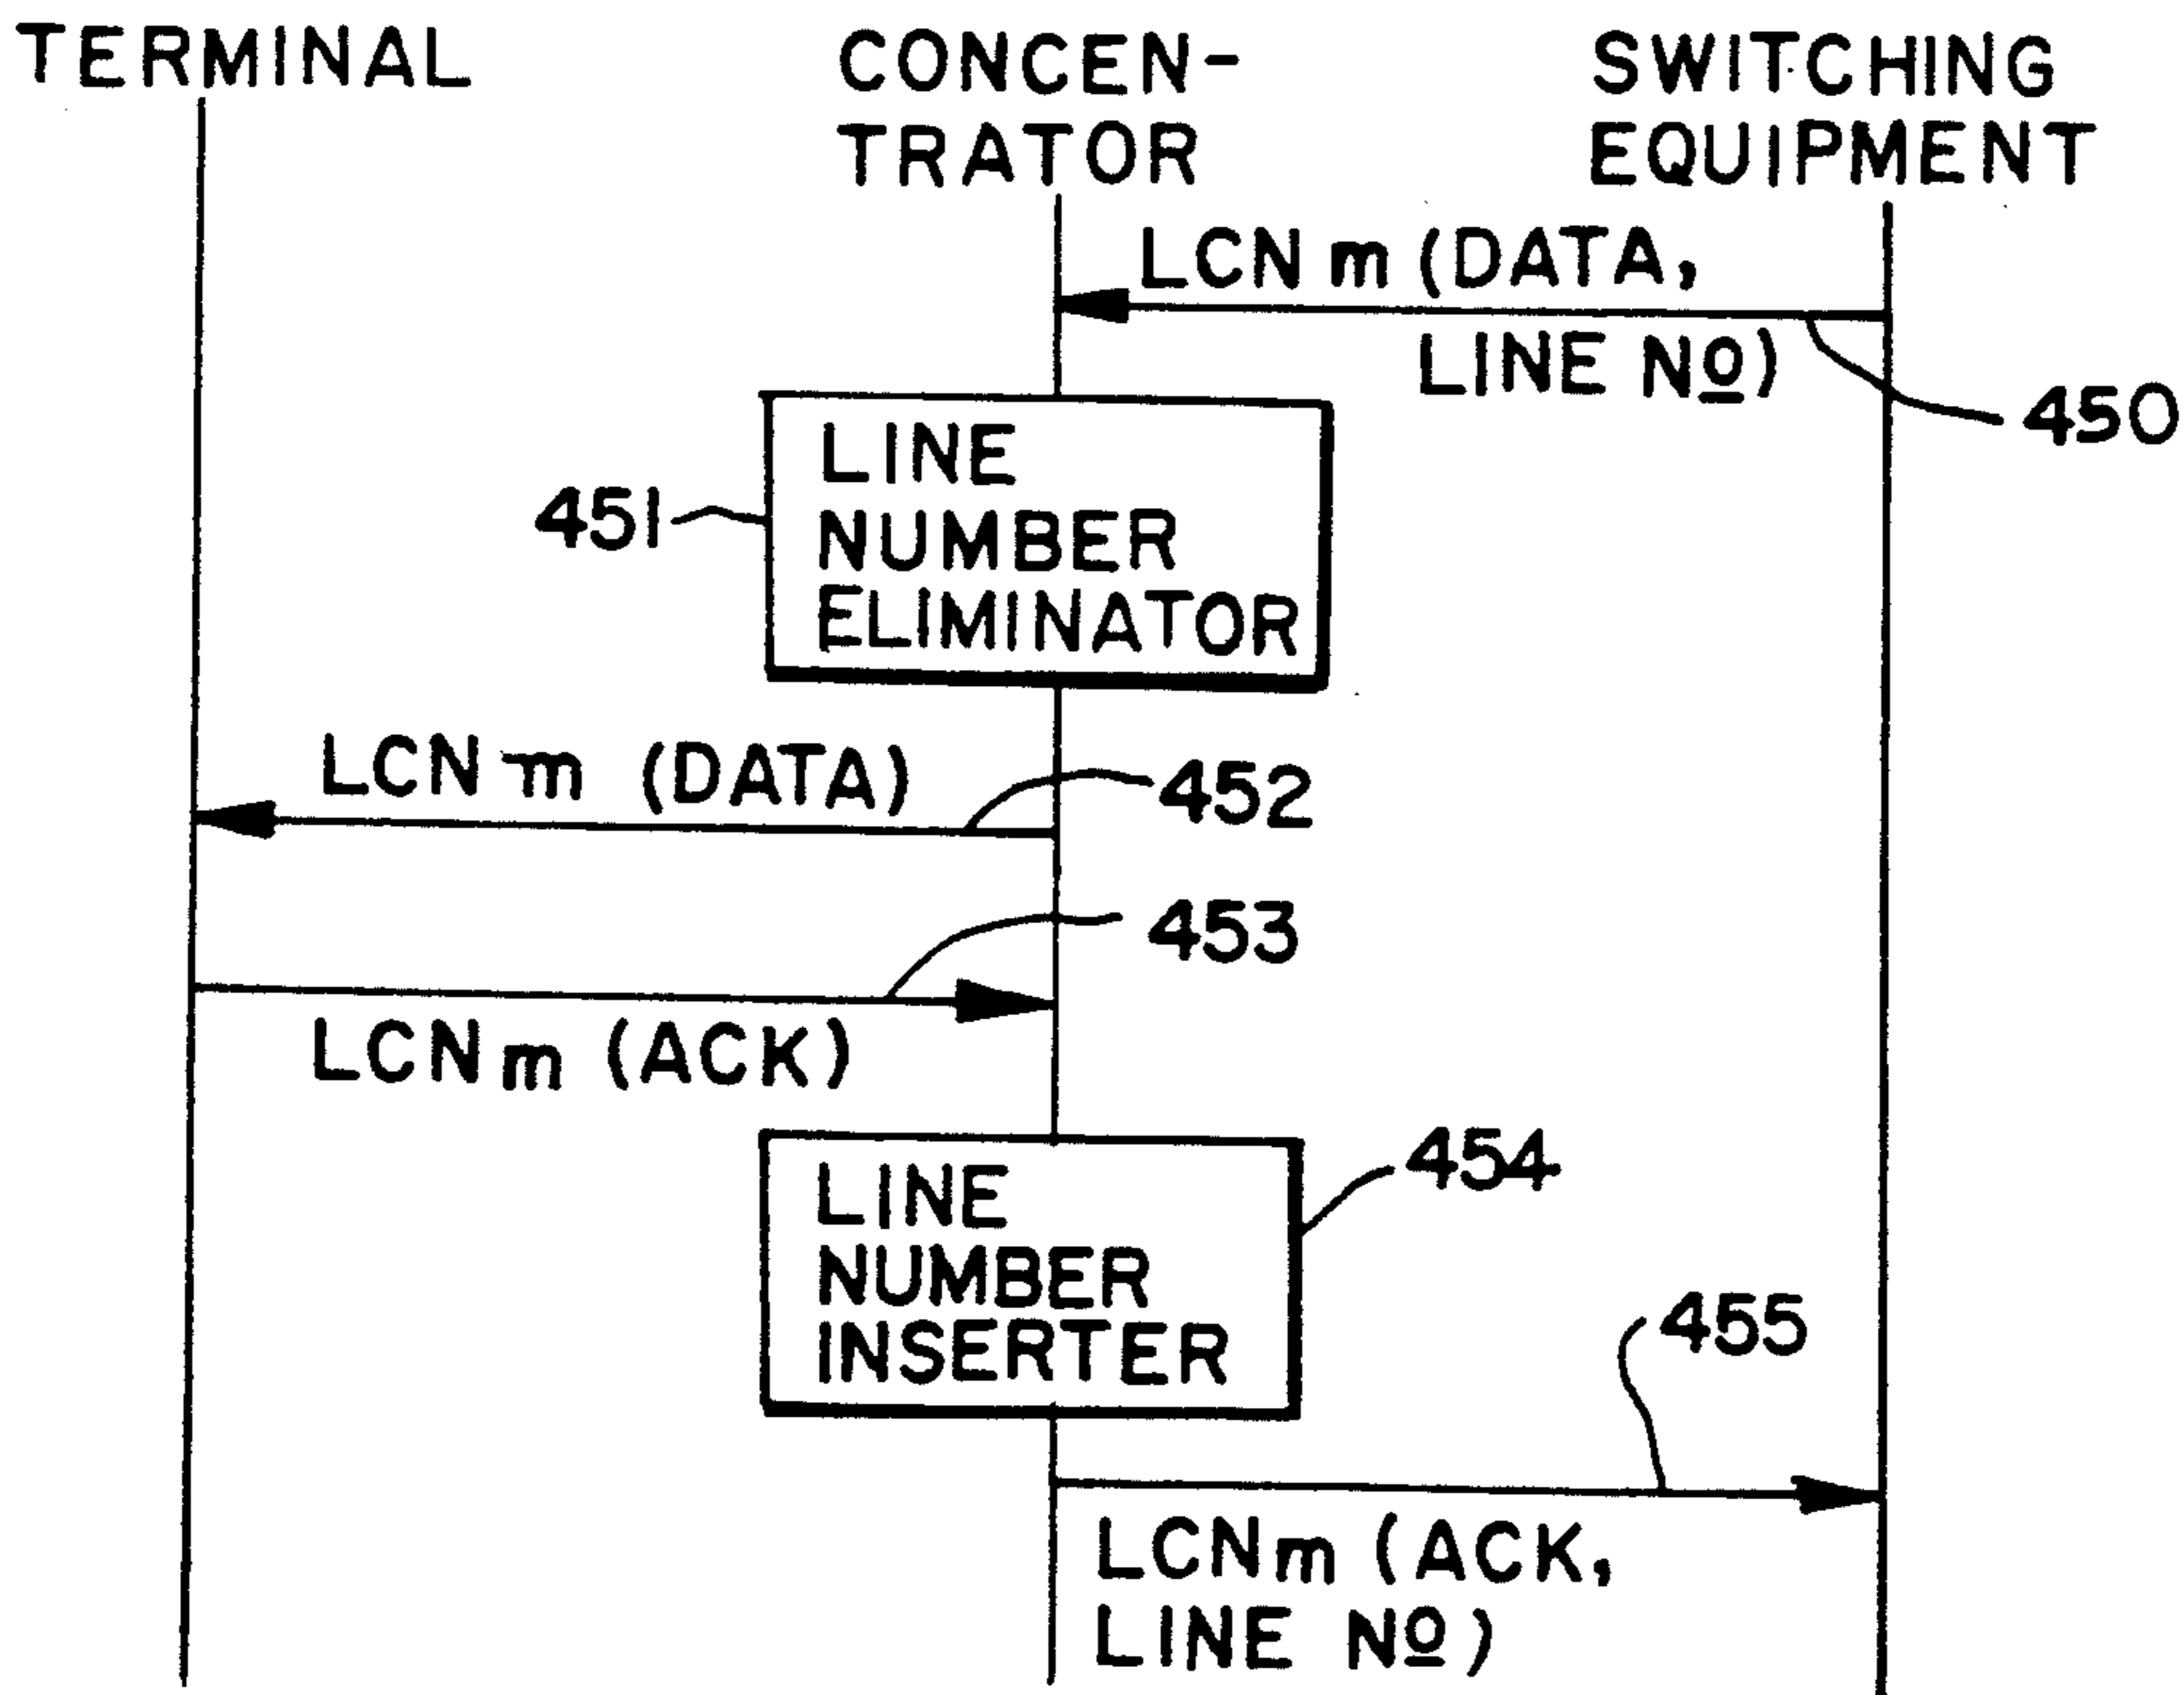 TERMINAL
CONCEN-
TRATOR
SWITCHING
EQUIPMENT
LCN m (DATA,
LINE Nº)
450
LINE
NUMBER
ELIMINATOR
451
LCN m (DATA)
452
453
LCN m (ACK)
LINE
NUMBER
INSERTER
454
455
LCN m (ACK,
LINE Nº)